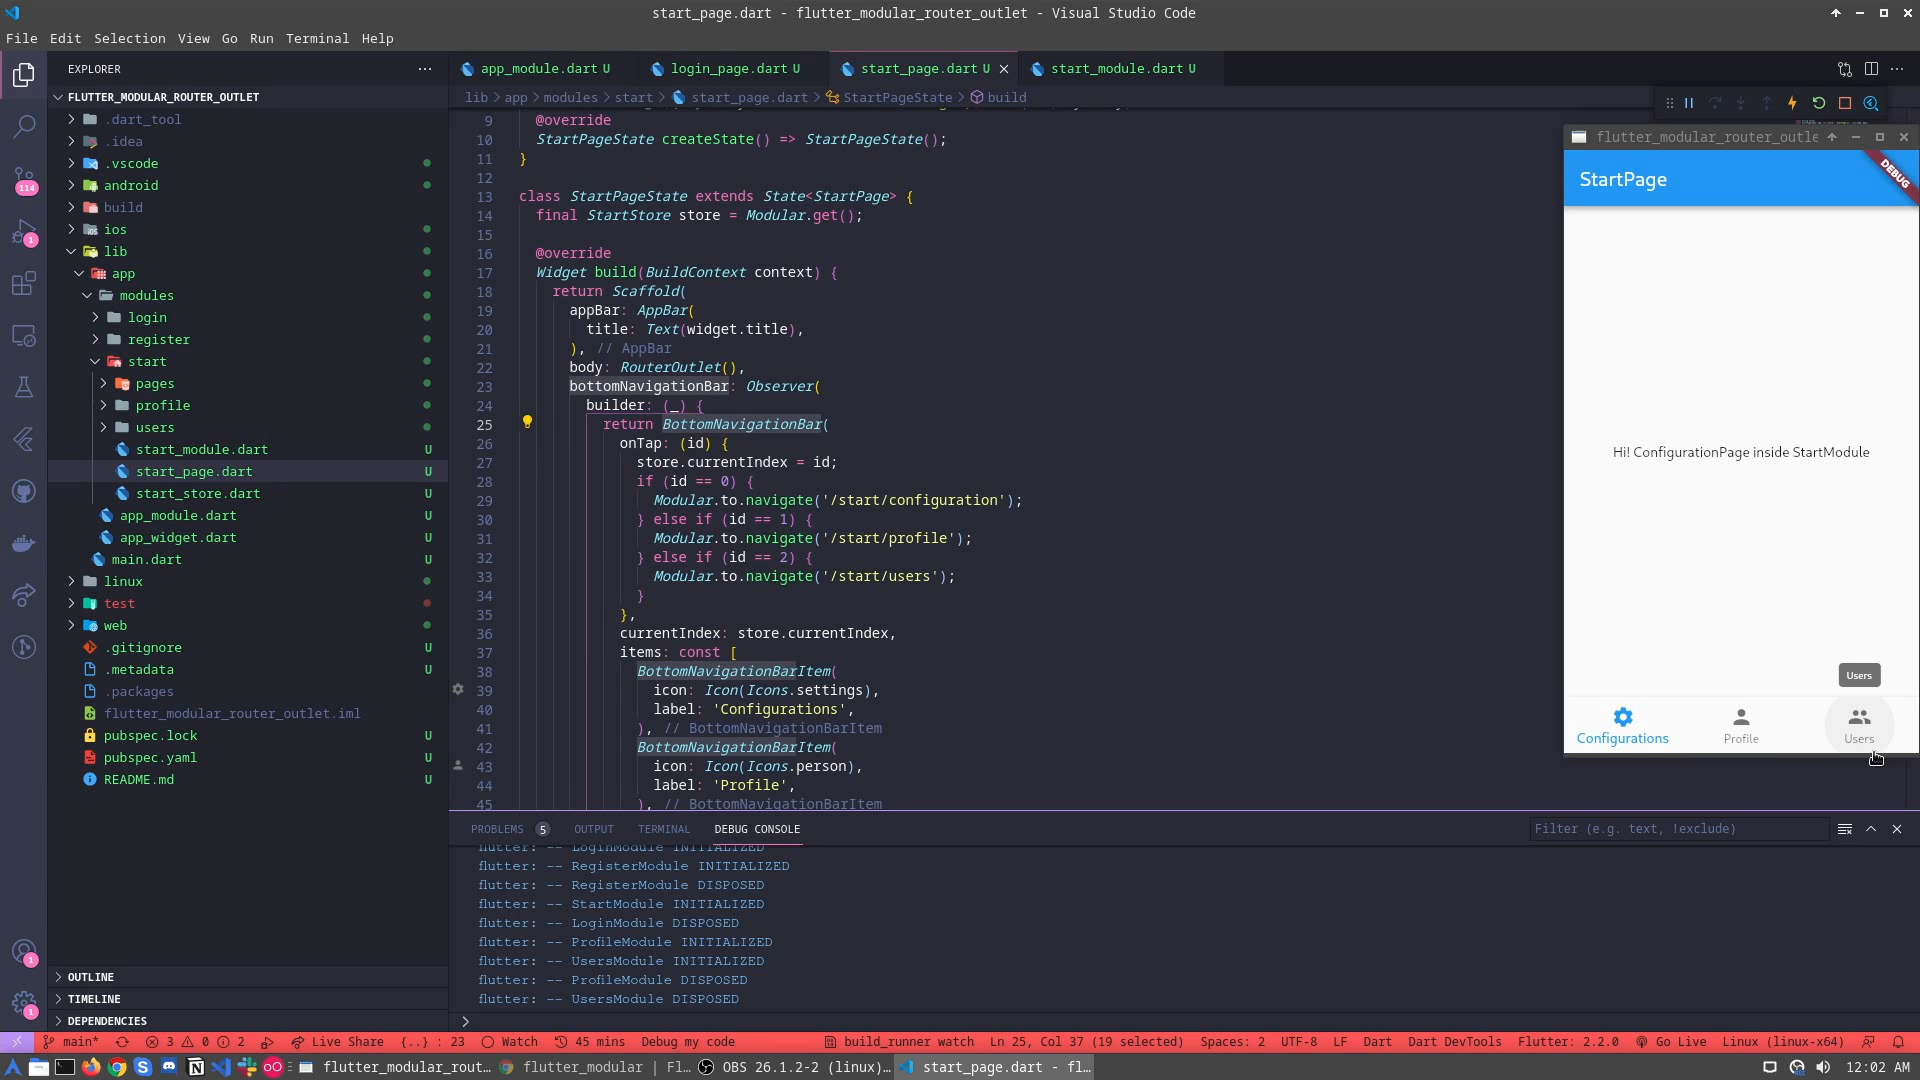 start_page.dart - flutter_modular_router_outlet - Visual Studio Code
File Edit Selection View Go Run Terminal Help
EXPLORER
FLUTTER_MODULAR_ROUTER_OUTLET
.dart_tool
.idea
.vscode
android
build
ios
lib
app
modules
login
register
start
pages
profile
users
start_module.dart U
start_page.dart U
start_store.dart U
app_module.dart U
app_widget.dart U
main.dart U
linux
test
web
.gitignore U
.metadata U
.packages
flutter_modular_router_outlet.iml
pubspec.lock U
pubspec.yaml U
README.md U
OUTLINE
TIMELINE
DEPENDENCIES
114
1
1
1
app_module.dart U login_page.dart U start_page.dart U start_module.dart U
lib > app > modules > start > start_page.dart > StartPageState > build
9 @override
10 StartPageState createState() => StartPageState();
11 }
12
13 class StartPageState extends State<StartPage> {
14 final StartStore store = Modular.get();
15
16 @override
17 Widget build(BuildContext context) {
18 return Scaffold(
19 appBar: AppBar(
20 title: Text(widget.title),
21 ), // AppBar
22 body: RouterOutlet(),
23 bottomNavigationBar: Observer(
24 builder: (_) {
25 return BottomNavigationBar(
26 onTap: (id) {
27 store.currentIndex = id;
28 if (id == 0) {
29 Modular.to.navigate('/start/configuration');
30 } else if (id == 1) {
31 Modular.to.navigate('/start/profile');
32 } else if (id == 2) {
33 Modular.to.navigate('/start/users');
34 }
35 },
36 currentIndex: store.currentIndex,
37 items: const [
38 BottomNavigationBarItem(
39 icon: Icon(Icons.settings),
40 label: 'Configurations',
41 ), // BottomNavigationBarItem
42 BottomNavigationBarItem(
43 icon: Icon(Icons.person),
44 label: 'Profile',
45 ), // BottomNavigationBarItem
flutter_modular_router_outle
StartPage
DEBUG
Hi! ConfigurationPage inside StartModule
Users
Configurations Profile Users
PROBLEMS 5 OUTPUT TERMINAL DEBUG CONSOLE
Filter (e.g. text, !exclude)
flutter: -- LoginModule INITIALIZED
flutter: -- RegisterModule INITIALIZED
flutter: -- RegisterModule DISPOSED
flutter: -- StartModule INITIALIZED
flutter: -- LoginModule DISPOSED
flutter: -- ProfileModule INITIALIZED
flutter: -- UsersModule INITIALIZED
flutter: -- ProfileModule DISPOSED
flutter: -- UsersModule DISPOSED
>
main* 3 0 2 Live Share {..} : 23 Watch 45 mins Debug my code build_runner watch Ln 25, Col 37 (19 selected) Spaces: 2 UTF-8 LF Dart Dart DevTools Flutter: 2.2.0 Go Live Linux (linux-x64)
flutter_modular_rout... flutter_modular | Fl... OBS 26.1.2-2 (linux)... start_page.dart - fl... 12:02 AM